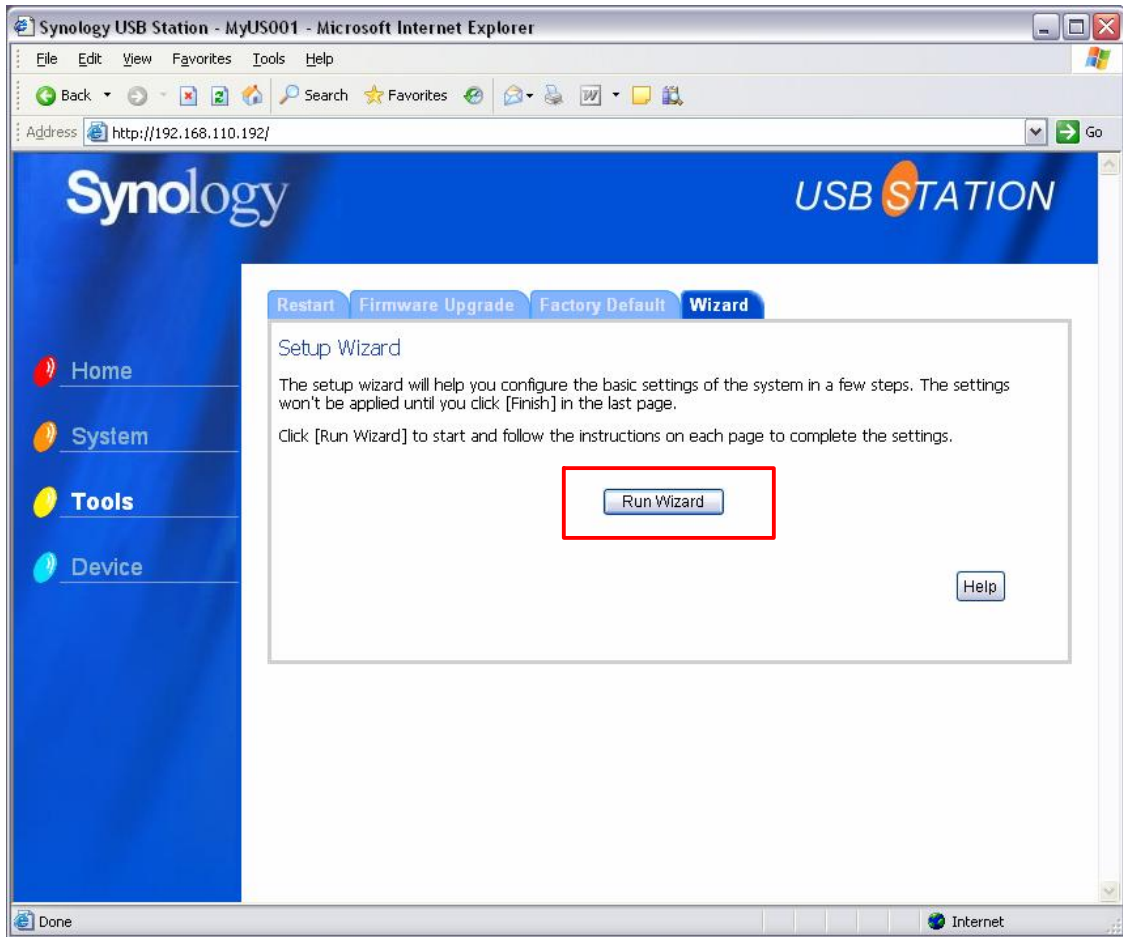 Synology USB Station - MyUS001 - Microsoft Internet Explorer
File Edit View Favorites Tools Help
Back Search Favorites
Address http://192.168.110.192/ Go
Synology
USB STATION
Restart Firmware Upgrade Factory Default Wizard
Setup Wizard
The setup wizard will help you configure the basic settings of the system in a few steps. The settings
won't be applied until you click [Finish] in the last page.
Click [Run Wizard] to start and follow the instructions on each page to complete the settings.
Run Wizard
Help
Home
System
Tools
Device
Done Internet